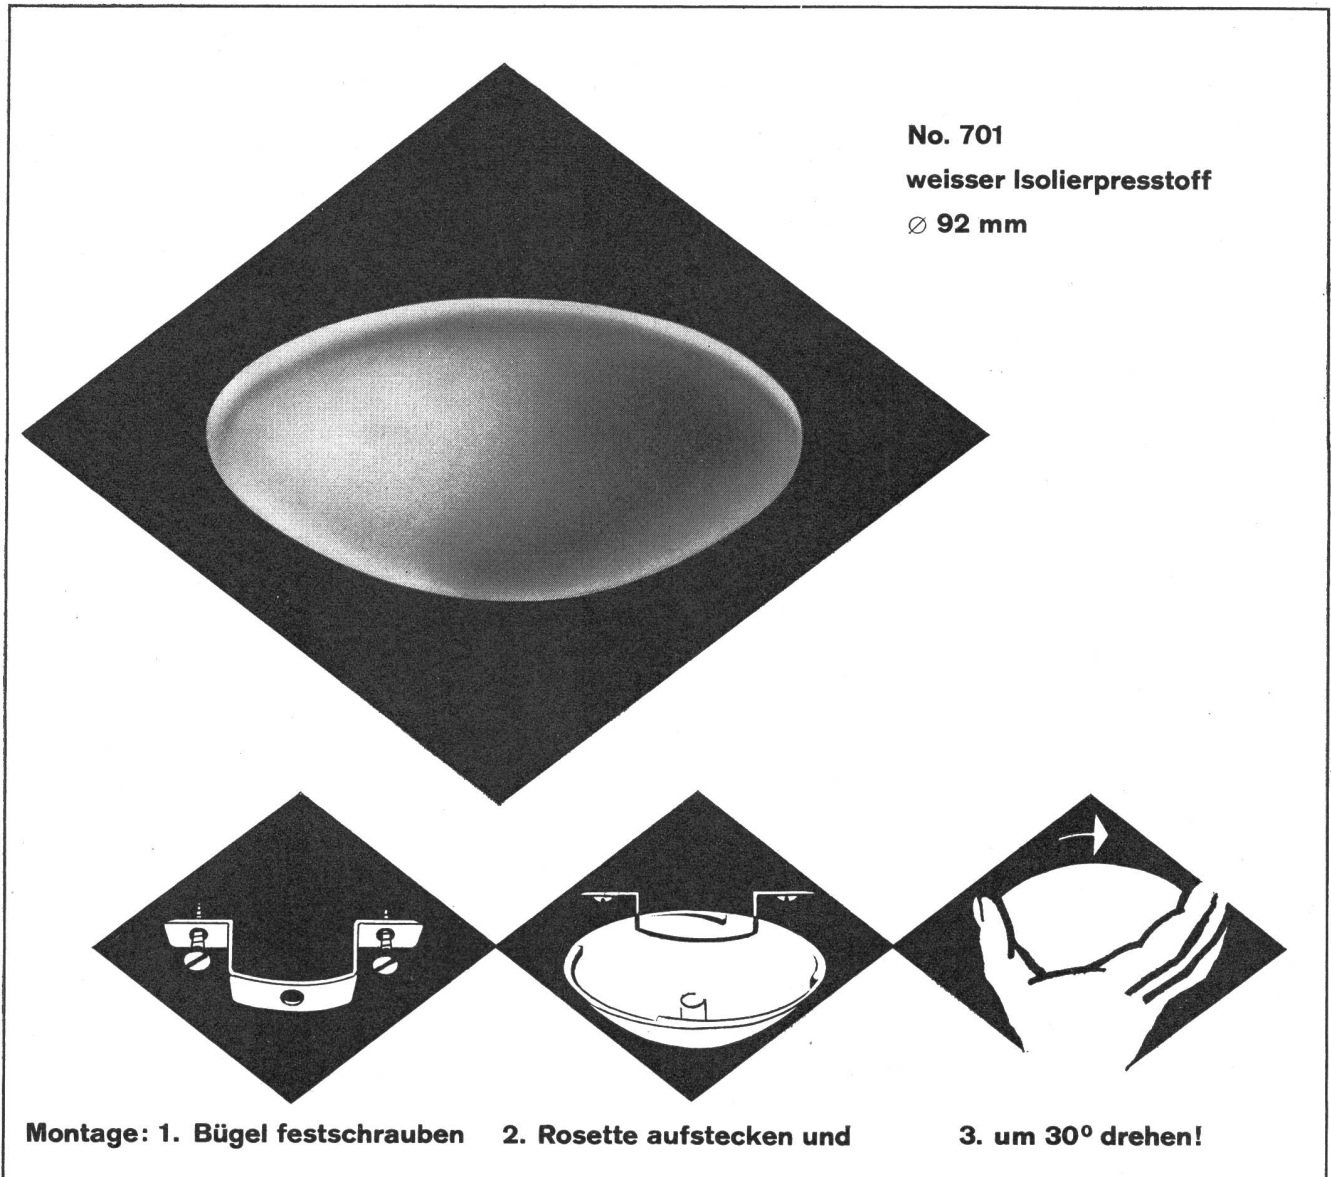 No. 701
weisser Isolierpresstoff
∅ 92 mm
Montage: 1. Bügel festschrauben 2. Rosette aufstecken und 3. um 30° drehen!